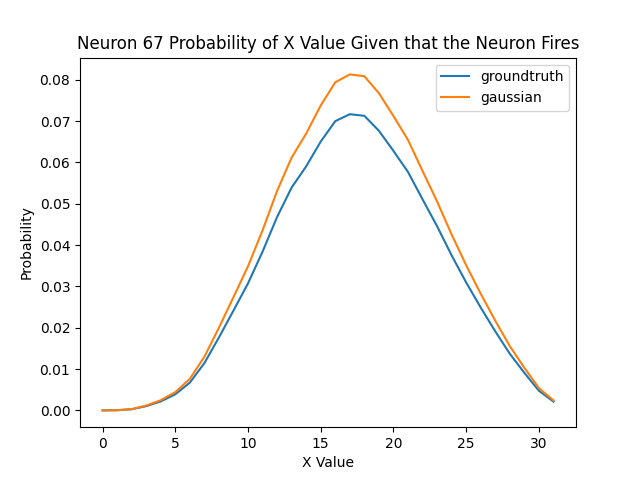 Neuron 67 Probability of X Value Given that the Neuron Fires
groundtruth
gaussian
0.08
0.07
0.06
0.05
0.04
0.03
0.02
0.01
0.00
Probability
0 5 10 15 20 25 30
X Value